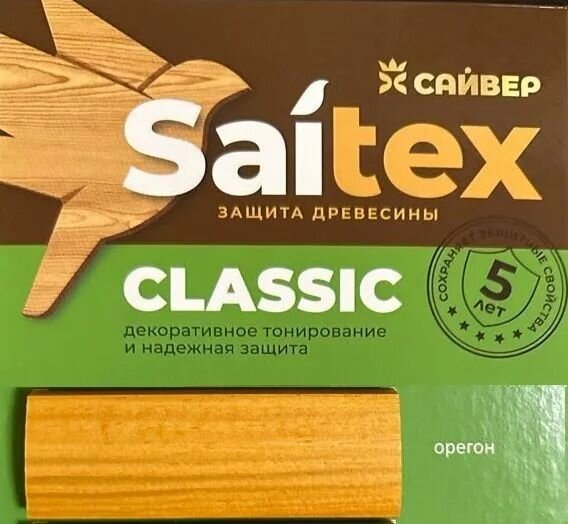 САЙВЕР
Saitex
ЗАЩИТА ДРЕВЕСИНЫ
CLASSIC
декоративное тонирование
и надежная защита
СОХРАНЯЕТ ЗАЩИТНЫЕ СВОЙСТВА
5
лет
орегон